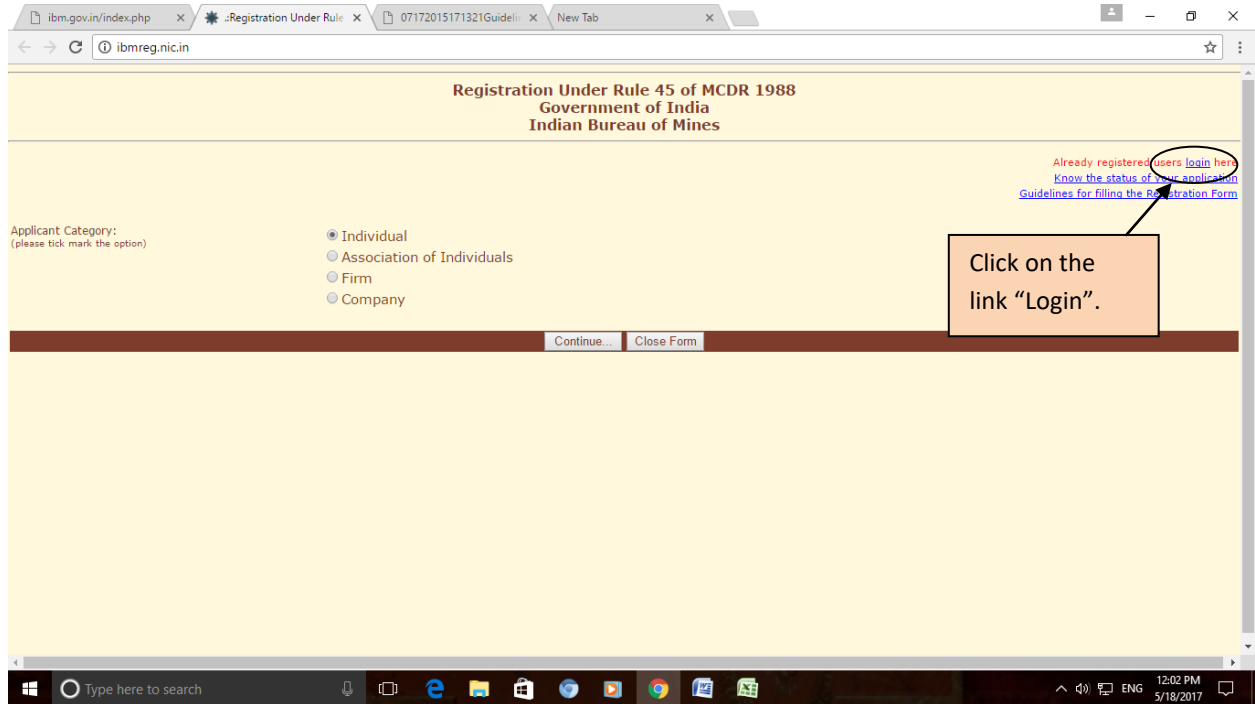 ibm.gov.in/index.php
.:Registration Under Rule
07172015171321Guidelin
New Tab
ibmreg.nic.in
Registration Under Rule 45 of MCDR 1988
Government of India
Indian Bureau of Mines
Already registered users login here
Know the status of your application
Guidelines for filling the Registration Form
Applicant Category:
(please tick mark the option)
Individual
Association of Individuals
Firm
Company
Click on the
link “Login”.
Continue...
Close Form
Type here to search
ENG
12:02 PM
5/18/2017